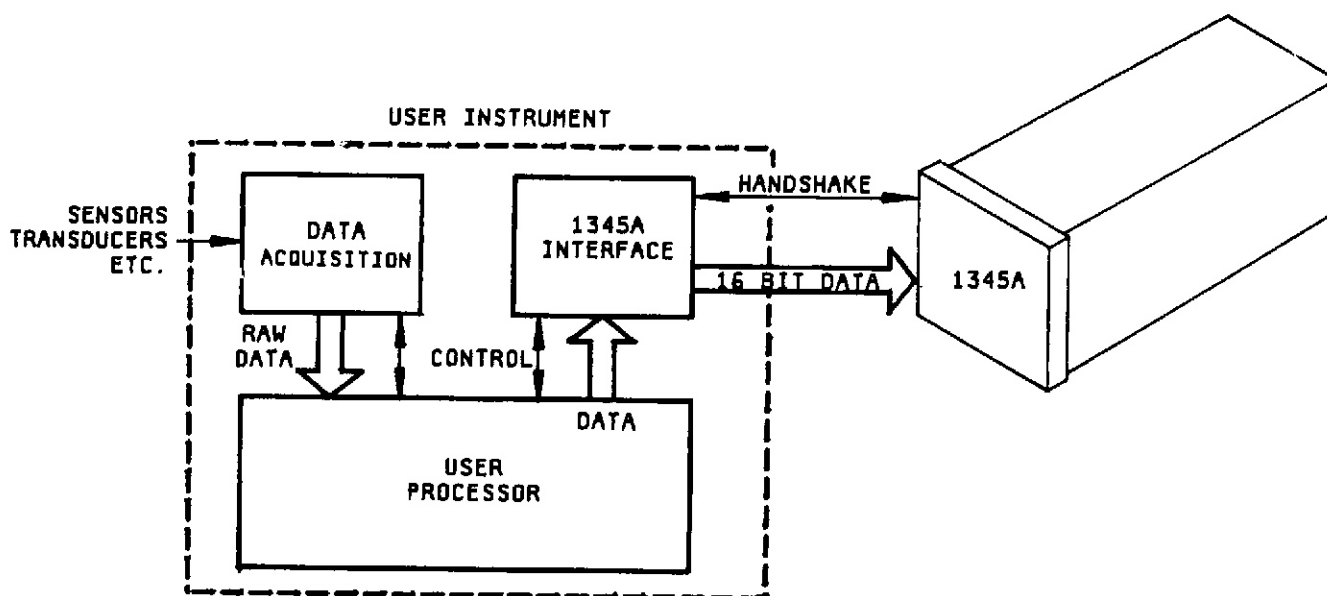 USER INSTRUMENT
SENSORS
TRANSDUCERS
ETC.
DATA
ACQUISITION
1345A
INTERFACE
HANDSHAKE
16 BIT DATA
1345A
RAW
DATA
CONTROL
DATA
USER
PROCESSOR